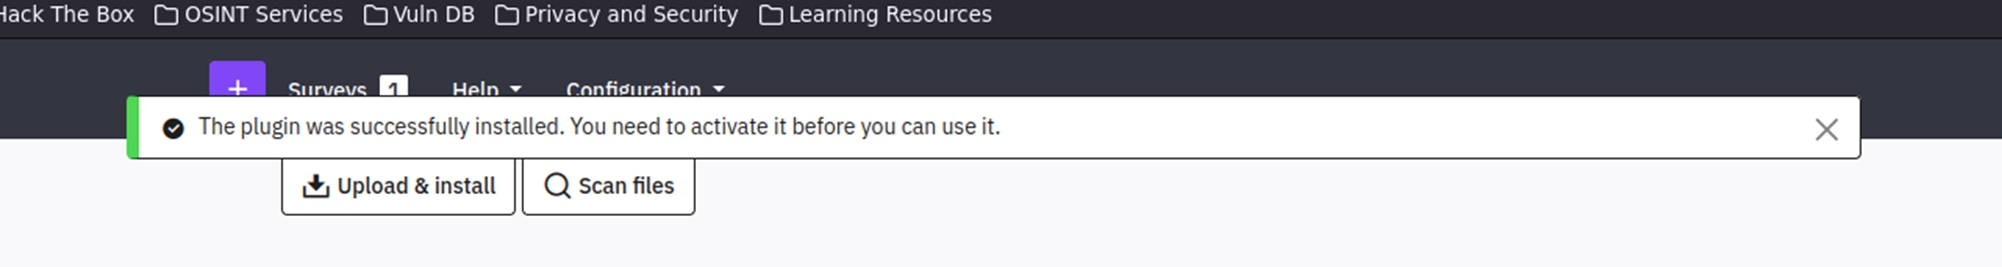 Hack The Box OSINT Services Vuln DB Privacy and Security Learning Resources
+ Surveys 1 Help Configuration
The plugin was successfully installed. You need to activate it before you can use it.
Upload & install Scan files